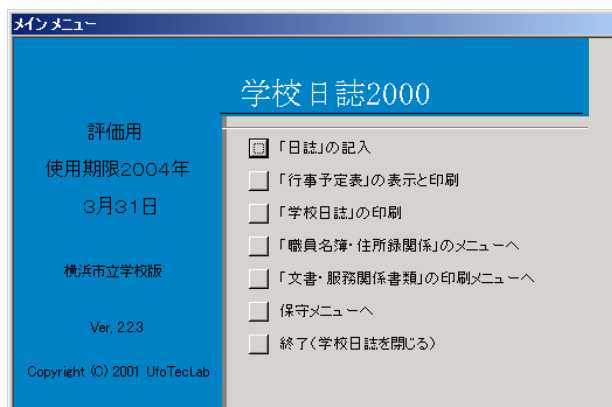 メイン メニュー
学校日誌2000
評価用
使用期限2004年
3月31日
横浜市立学校版
Ver. 2.2.3
Copyright (C) 2001 UfoTecLab
「日誌」の記入
「行事予定表」の表示と印刷
「学校日誌」の印刷
「職員名簿・住所録関係」のメニューへ
「文書・服務関係書類」の印刷メニューへ
保守メニューへ
終了(学校日誌を閉じる)